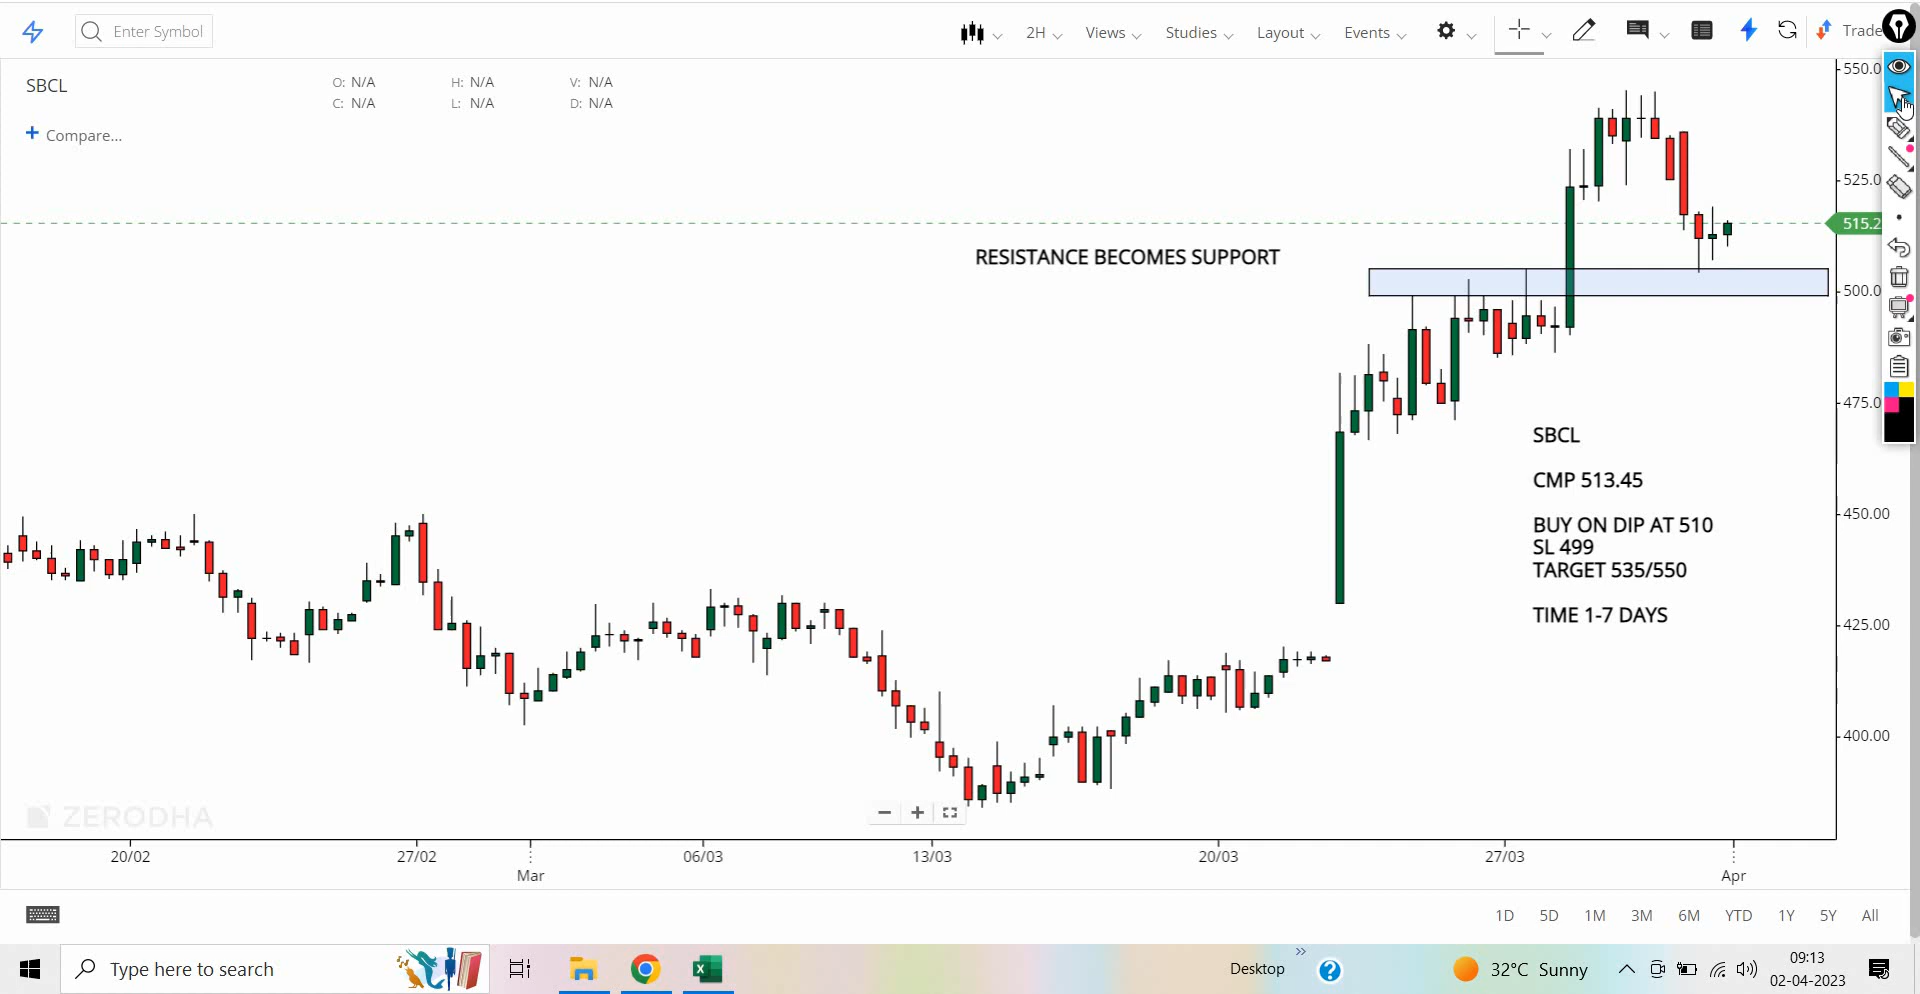 Enter Symbol
2H
Views
Studies
Layout
Events
Trade
SBCL
O: N/A
H: N/A
V: N/A
C: N/A
L: N/A
D: N/A
+ Compare...
550.0
525.0
515.2
RESISTANCE BECOMES SUPPORT
500.0
475.0
SBCL
CMP 513.45
450.00
BUY ON DIP AT 510
SL 499
TARGET 535/550
TIME 1-7 DAYS
425.00
400.00
ZERODHA
20/02
27/02
06/03
13/03
20/03
27/03
Mar
Apr
1D
5D
1M
3M
6M
YTD
1Y
5Y
All
Type here to search
Desktop
32°C Sunny
09:13
02-04-2023